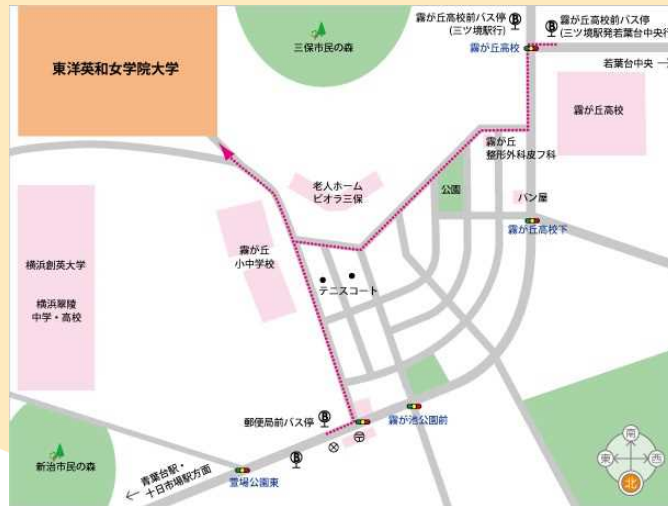 霧が丘高校前バス停
(三ツ境駅行)
霧が丘高校前バス停
(三ツ境駅発若葉台中央行
三保市民の森
霧が丘高校
若葉台中央
東洋英和女学院大学
霧が丘高校
霧が丘
整形外科皮フ科
老人ホーム
ビオラ三保
公園
パン屋
霧が丘高校下
霧が丘
小中学校
横浜創英大学
横浜翠陵
中学・高校
テニスコート
郵便局前バス停
霧が池公園前
新治市民の森
青葉台駅・
十日市場駅方面
萱場公園東
南
東
西
北